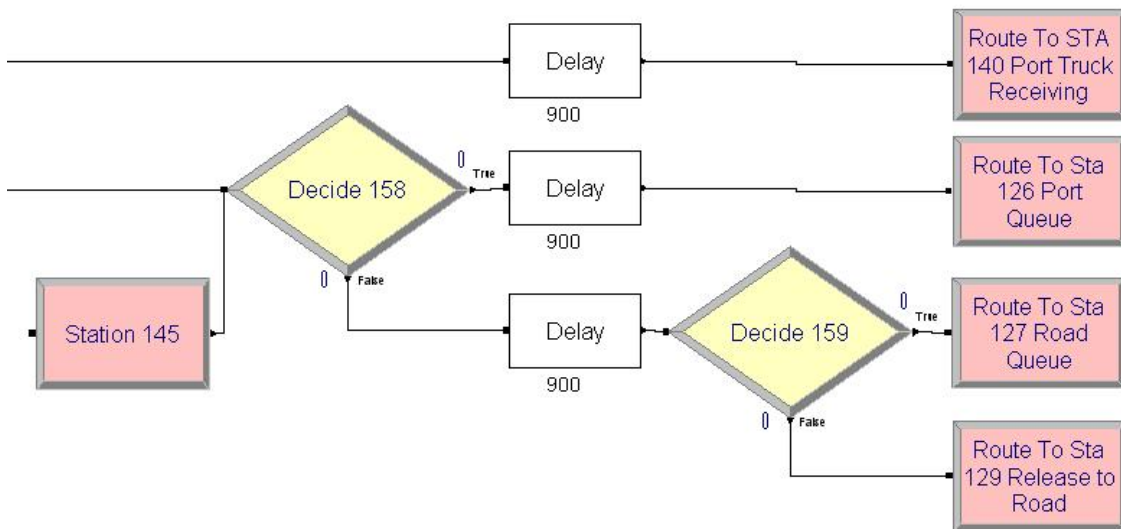 Delay
900
Route To STA
140 Port Truck
Receiving
Decide 158
0
True
0
False
Delay
900
Route To Sta
126 Port
Queue
Station 145
Delay
900
Decide 159
0
True
0
False
Route To Sta
127 Road
Queue
Route To Sta
129 Release to
Road